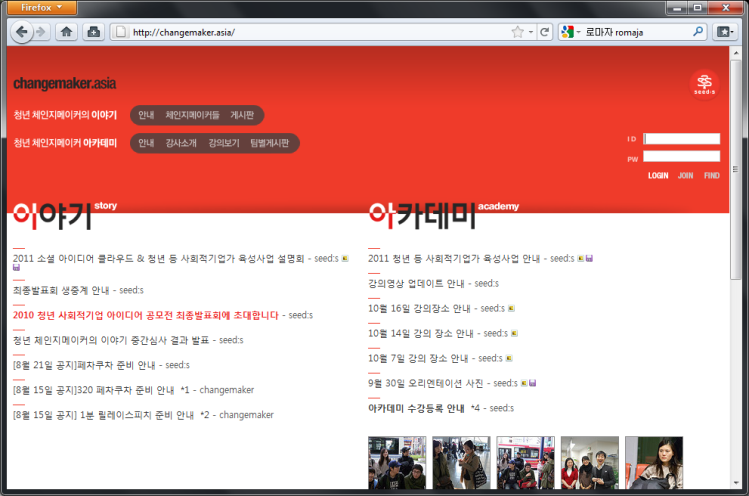 Firefox
http://changemaker.asia/
로마자 romaja
changemaker.asia
seed:s
청년 체인지메이커의 이야기
안내 체인지메이커들 게시판
청년 체인지메이커 아카데미
안내 강사소개 강의보기 팀별게시판
ID
PW
LOGIN JOIN FIND
이야기 story
2011 소셜 아이디어 클라우드 & 청년 등 사회적기업가 육성사업 설명회 - seed:s
최종발표회 생중계 안내 - seed:s
2010 청년 사회적기업 아이디어 공모전 최종발표회에 초대합니다 - seed:s
청년 체인지메이커의 이야기 중간심사 결과 발표 - seed:s
[8월 21일 공지]페차쿠차 준비 안내 - seed:s
[8월 15일 공지]320 페차쿠차 준비 안내 *1 - changemaker
[8월 15일 공지] 1분 릴레이스피치 준비 안내 *2 - changemaker
아카데미 academy
2011 청년 등 사회적기업가 육성사업 안내 - seed:s
강의영상 업데이트 안내 - seed:s
10월 16일 강의장소 안내 - seed:s
10월 14일 강의 장소 안내 - seed:s
10월 7일 강의 장소 안내 - seed:s
9월 30일 오리엔테이션 사진 - seed:s
아카데미 수강등록 안내 *4 - seed:s